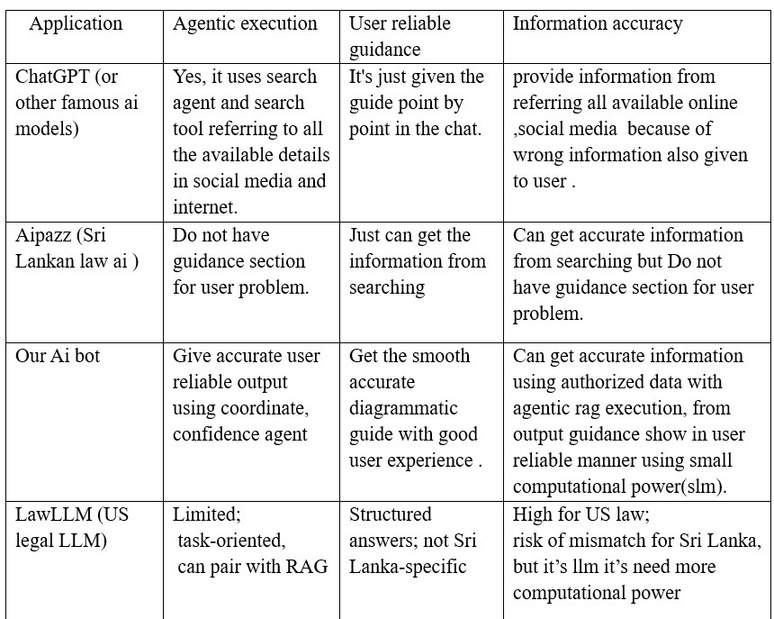 Application
Agentic execution
User reliable
guidance
Information accuracy
ChatGPT (or
other famous ai
models)
Yes, it uses search
agent and search
tool referring to all
the available details
in social media and
internet.
It's just given the
guide point by
point in the chat.
provide information from
referring all available online
,social media  because of
wrong information also given
to user .
Aipazz (Sri
Lankan law ai )
Do not have
guidance section
for user problem.
Just can get the
information from
searching
Can get accurate information
from searching but Do not
have guidance section for user
problem.
Our Ai bot
Give accurate user
reliable output
using coordinate,
confidence agent
Get the smooth
accurate
diagrammatic
guide with good
user experience .
Can get accurate information
using authorized data with
agentic rag execution, from
output guidance show in user
reliable manner using small
computational power(slm).
LawLLM (US
legal LLM)
Limited;
task-oriented,
can pair with RAG
Structured
answers; not Sri
Lanka-specific
High for US law;
risk of mismatch for Sri Lanka,
but it’s llm it’s need more
computational power